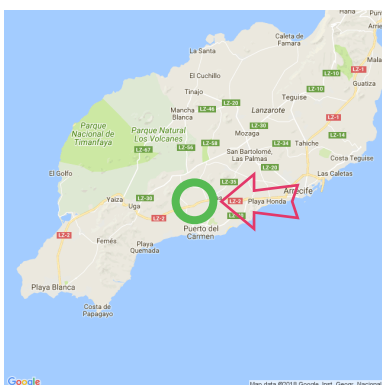 Haría
Caleta de
Famara
Arrie
La Santa
LZ-1
Mala
LZ-10
El Cuchillo
Guatiza
Tinajo
LZ-10
Teguise
Mancha
Blanca
LZ-46
LZ-20
Lanzarote
LZ-1
Parque
Nacional de
Timanfaya
Parque Natural
Los Volcanes
LZ-30
Mozaga
LZ-14
LZ-67
LZ-56
LZ-58
LZ-34
Tahiche
San Bartolomé,
Las Palmas
Costa Teguise
LZ-20
El Golfo
Las Caletas
LZ-35
Arrecife
Yaiza
LZ-30
Uga
LZ-2
Playa Honda
LZ-2
LZ-2
Puerto del
Carmen
Femés
Playa
Quemada
Playa Blanca
Costa de
Papagayo
Google
Map data ©2018 Google, Inst. Geogr. Nacional